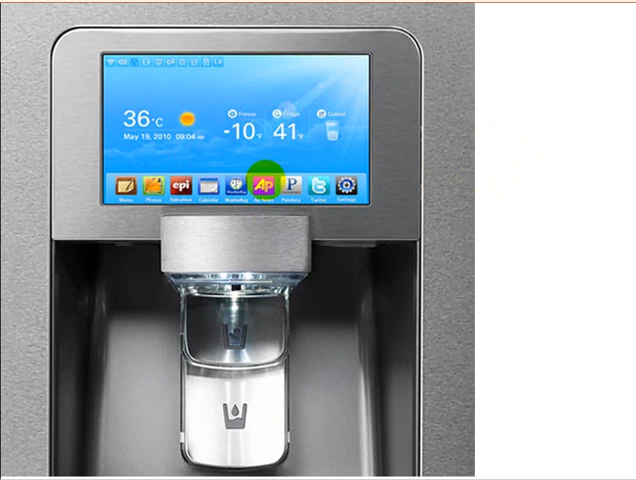 36°C
May 19, 2010 09:04 AM
Freeze
-10°F
Fridge
41°F
Cubed
Memo
Photos
epi
Epicurious
Calendar
WeatherBug
AP
Ap News
P
Pandora
Twitter
Settings